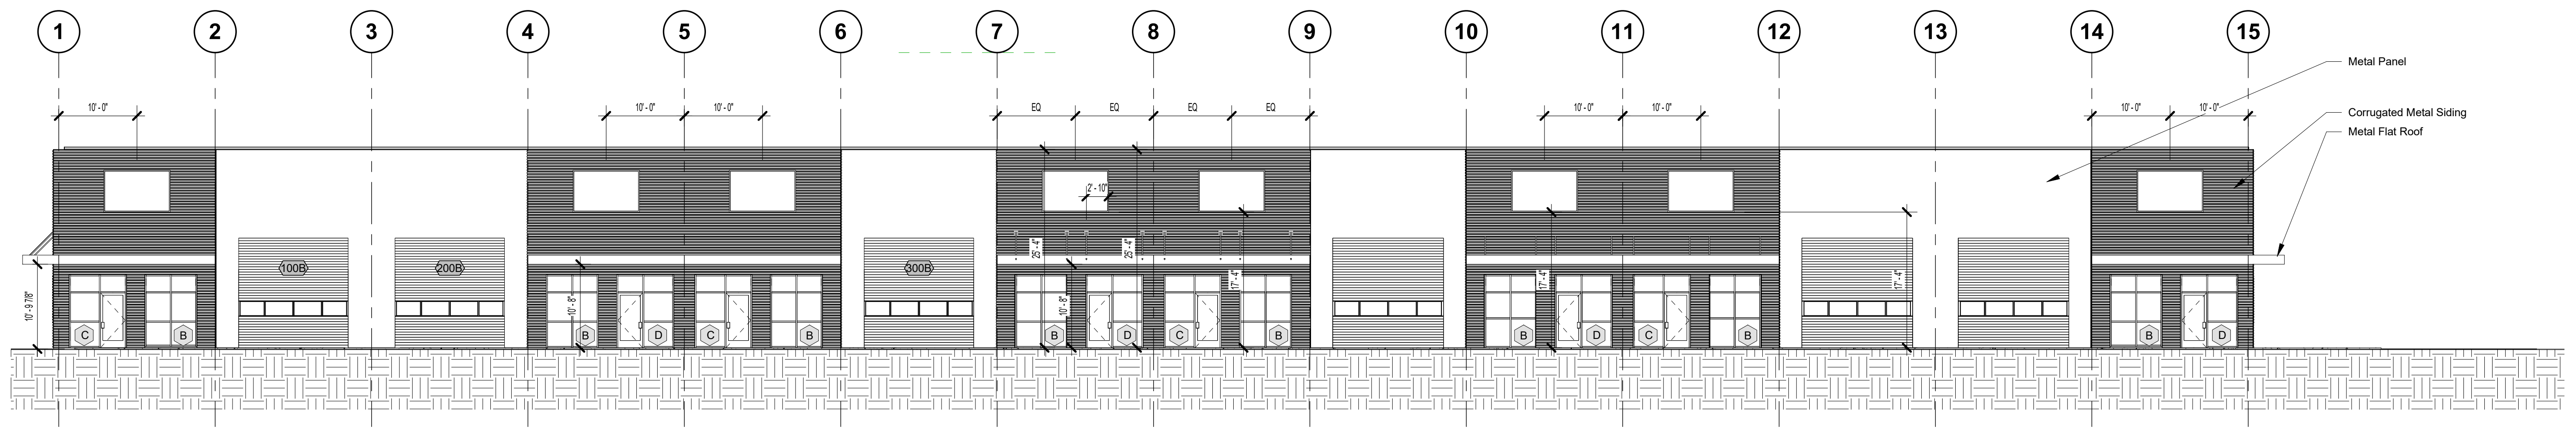 1 2 3 4 5 6 7 8 9 10 11 12 13 14 15
Metal Panel
10' - 0" 10' - 0" 10' - 0" EQ EQ EQ EQ 10' - 0" 10' - 0" 10' - 0" 10' - 0"
Corrugated Metal Siding
Metal Flat Roof
2' - 10"
25' - 4" 25' - 4"
100B 200B 300B
17' - 4" 17' - 4" 17' - 4"
10' - 9 7/8" 10' - 8" 10' - 8"
C B B D C B B D C B B D C B B D